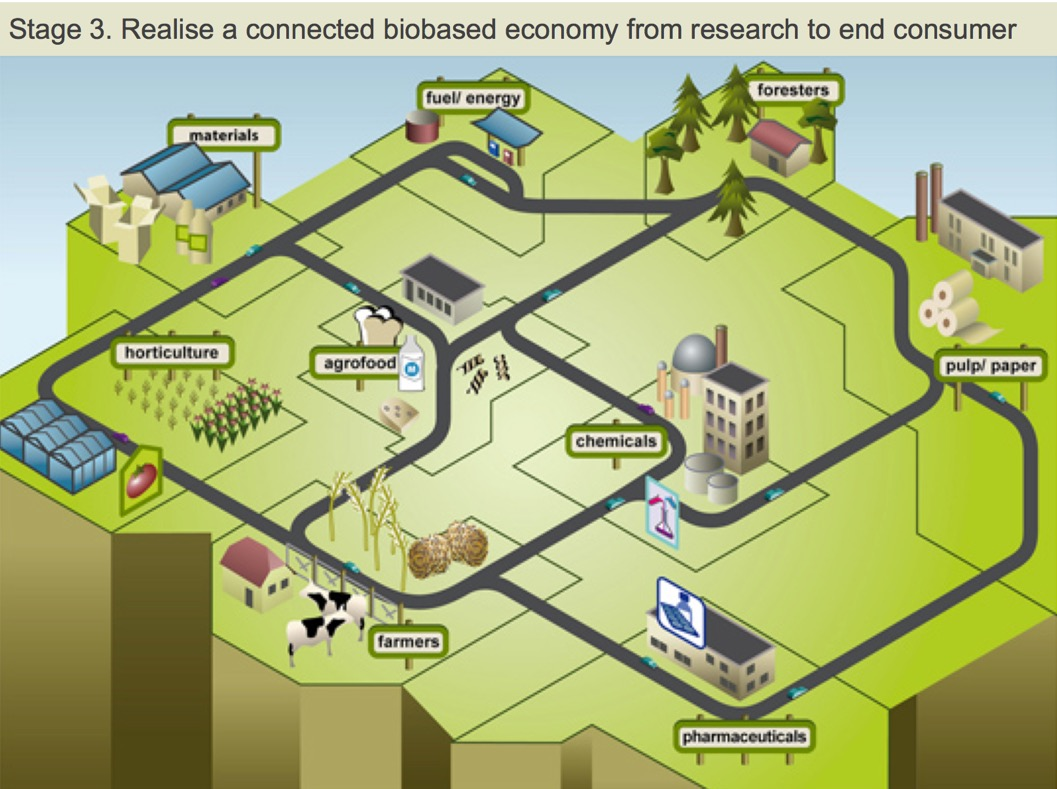 Stage 3. Realise a connected biobased economy from research to end consumer
fuel/ energy
foresters
materials
horticulture
agrofood
M
pulp/ paper
chemicals
farmers
pharmaceuticals